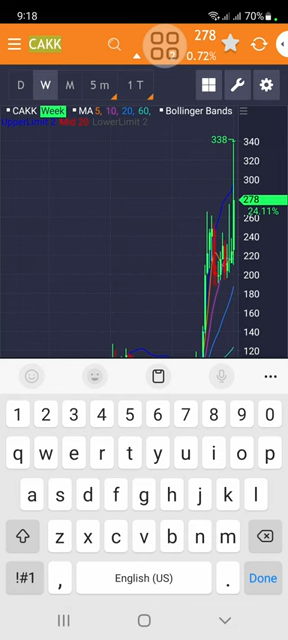 9:18 70%
CAKK 278
0.72%
D W M 5 m 1 T
CAKK Week MA 5, 10, 20, 60, Bollinger Bands
UpperLimit 2 Mid 20 LowerLimit 2
338
340
320
300
278
24.11%
260
240
220
200
180
160
140
120
1 2 3 4 5 6 7 8 9 0
q w e r t y u i o p
a s d f g h j k l
z x c v b n m
!#1 , English (US) . Done